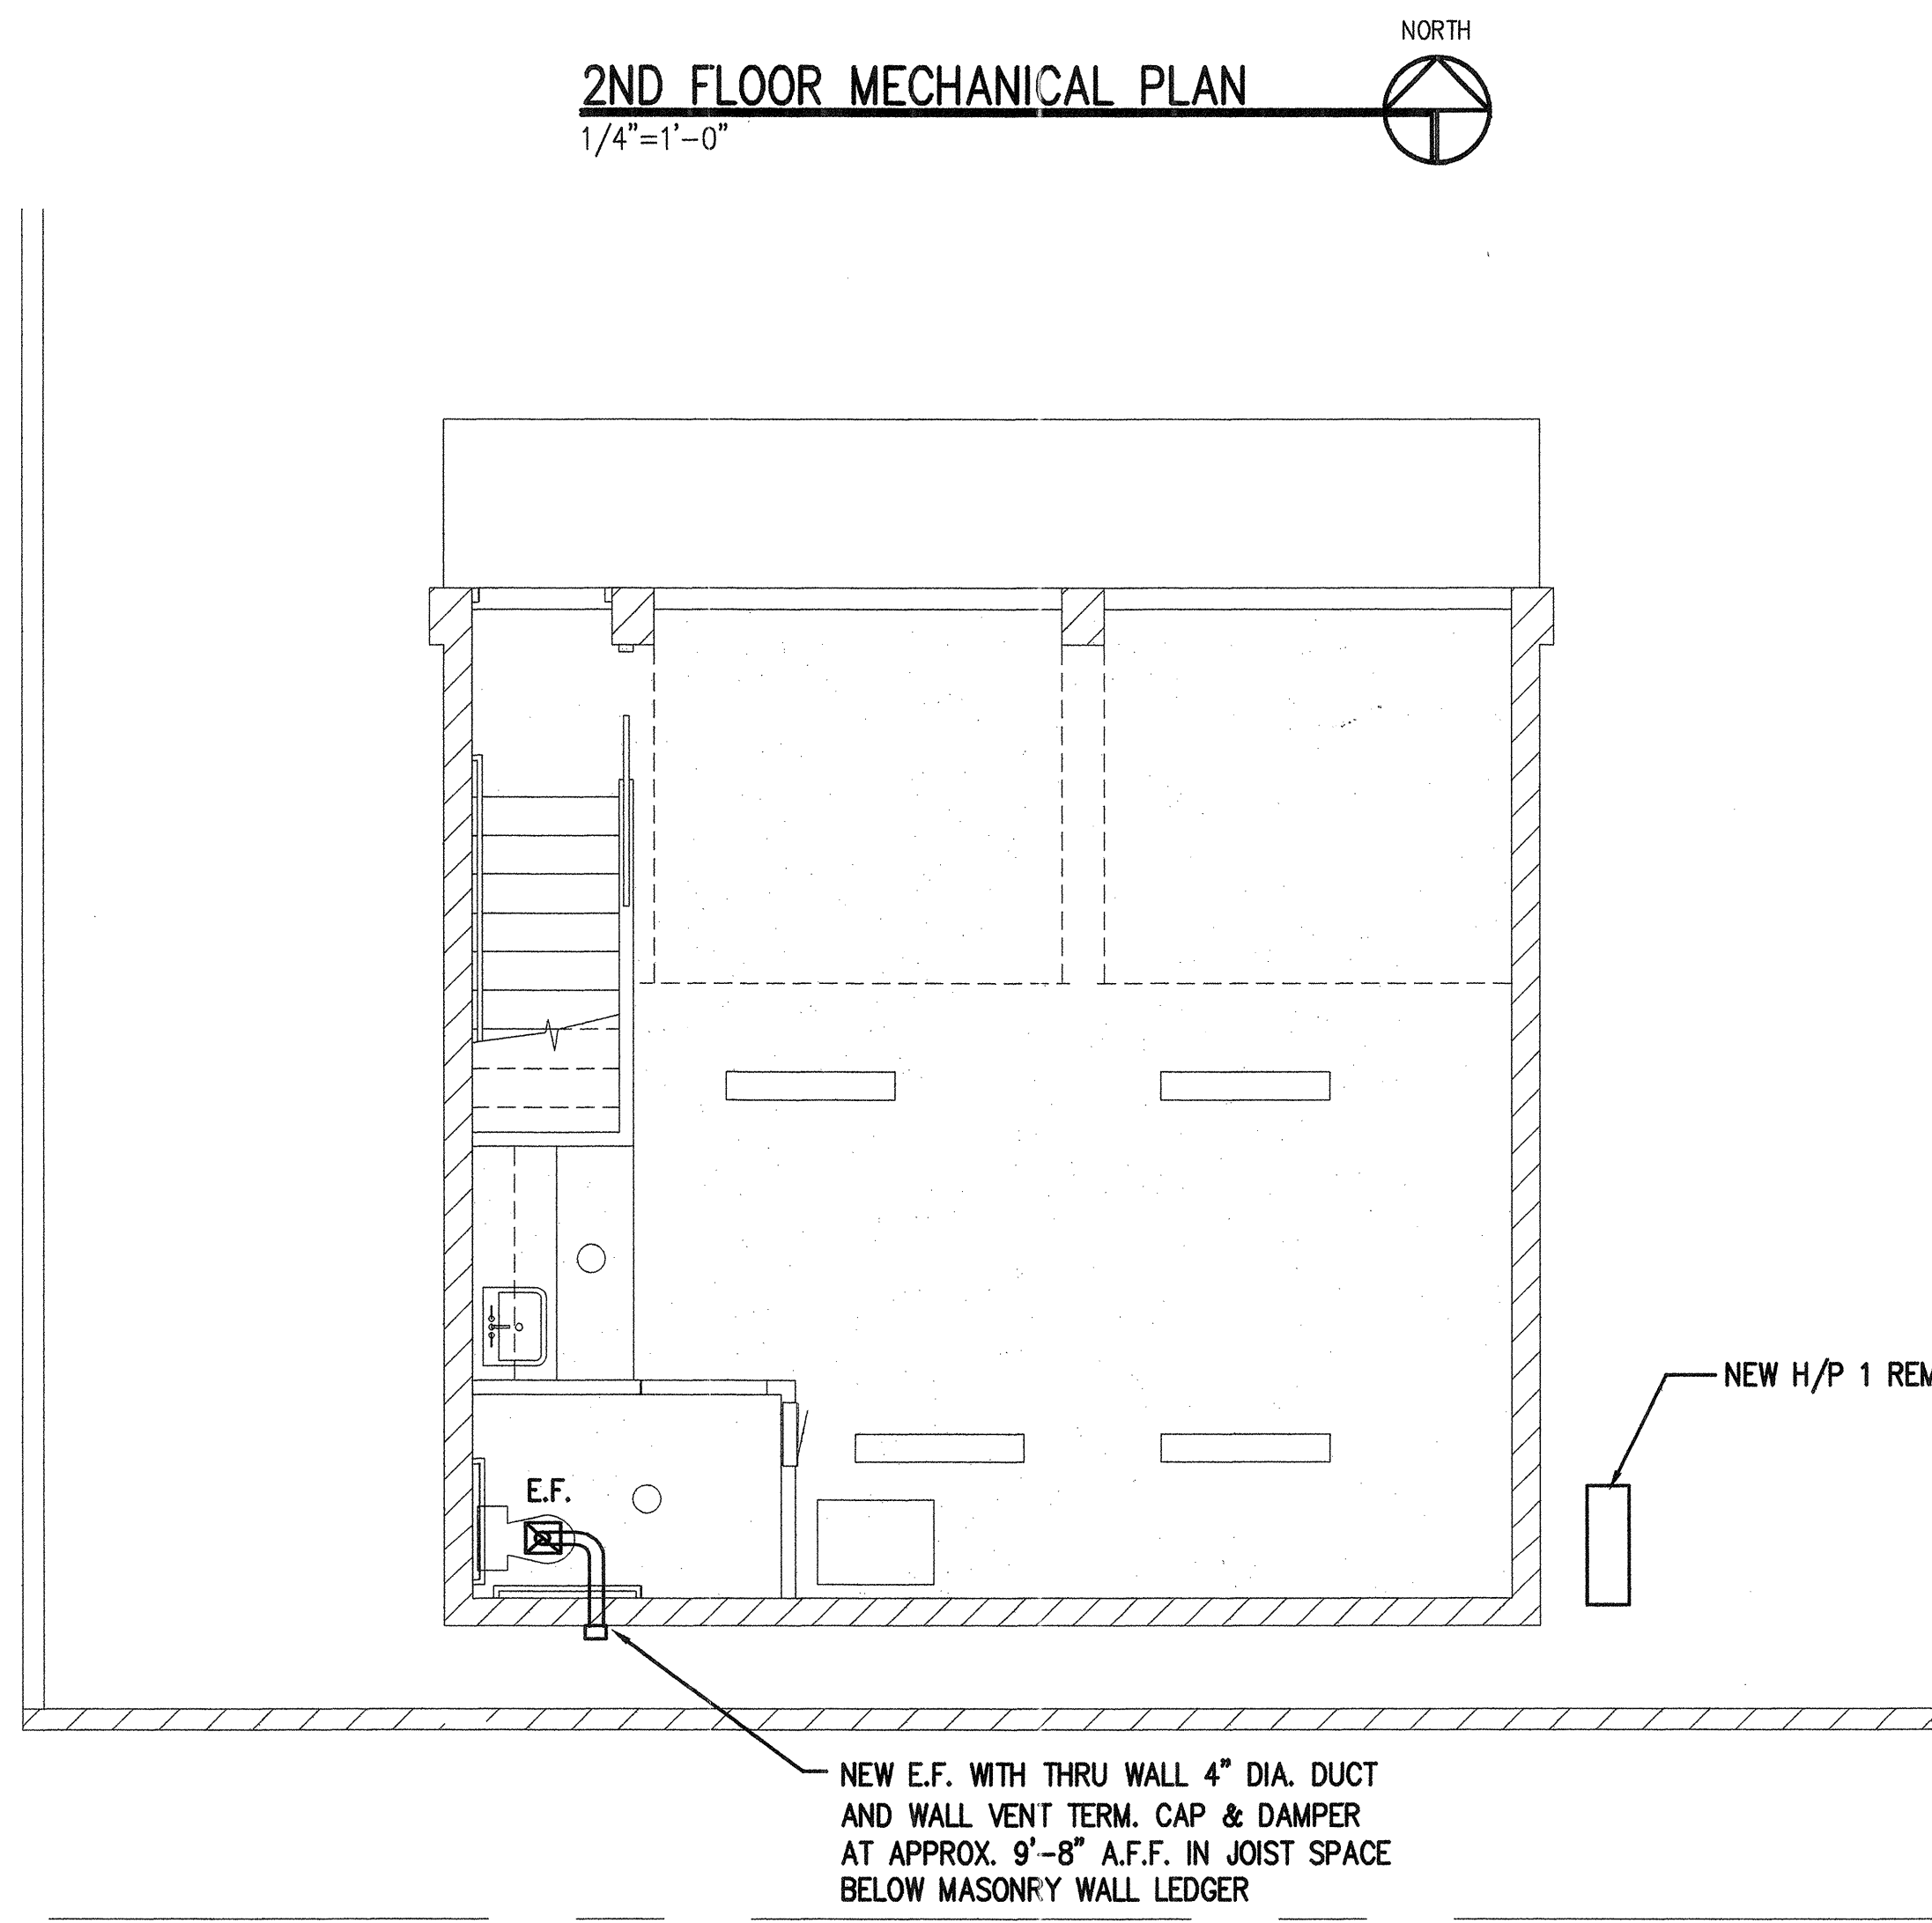 NORTH
2ND FLOOR MECHANICAL PLAN
1/4"=1'-0"
NEW H/P 1
E.F.
NEW E.F. WITH THRU WALL 4" DIA. DUCT
AND WALL VENT TERM. CAP & DAMPER
AT APPROX. 9'-8" A.F.F. IN JOIST SPACE
BELOW MASONRY WALL LEDGER